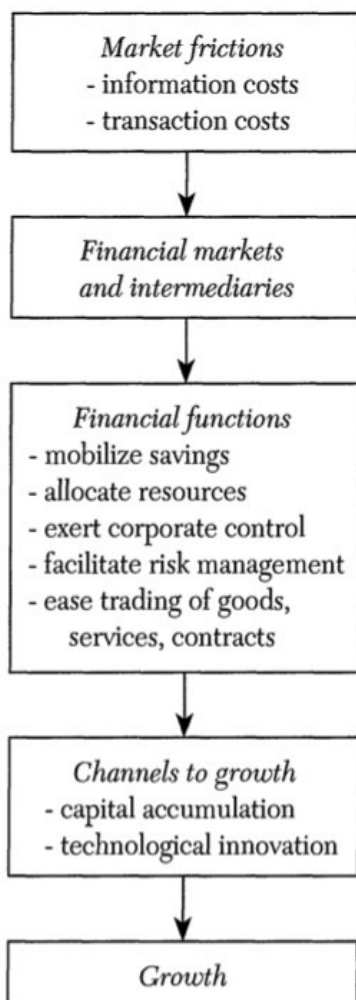 Market frictions
- information costs
- transaction costs
Financial markets
and intermediaries
Financial functions
- mobilize savings
- allocate resources
- exert corporate control
- facilitate risk management
- ease trading of goods,
services, contracts
Channels to growth
- capital accumulation
- technological innovation
Growth